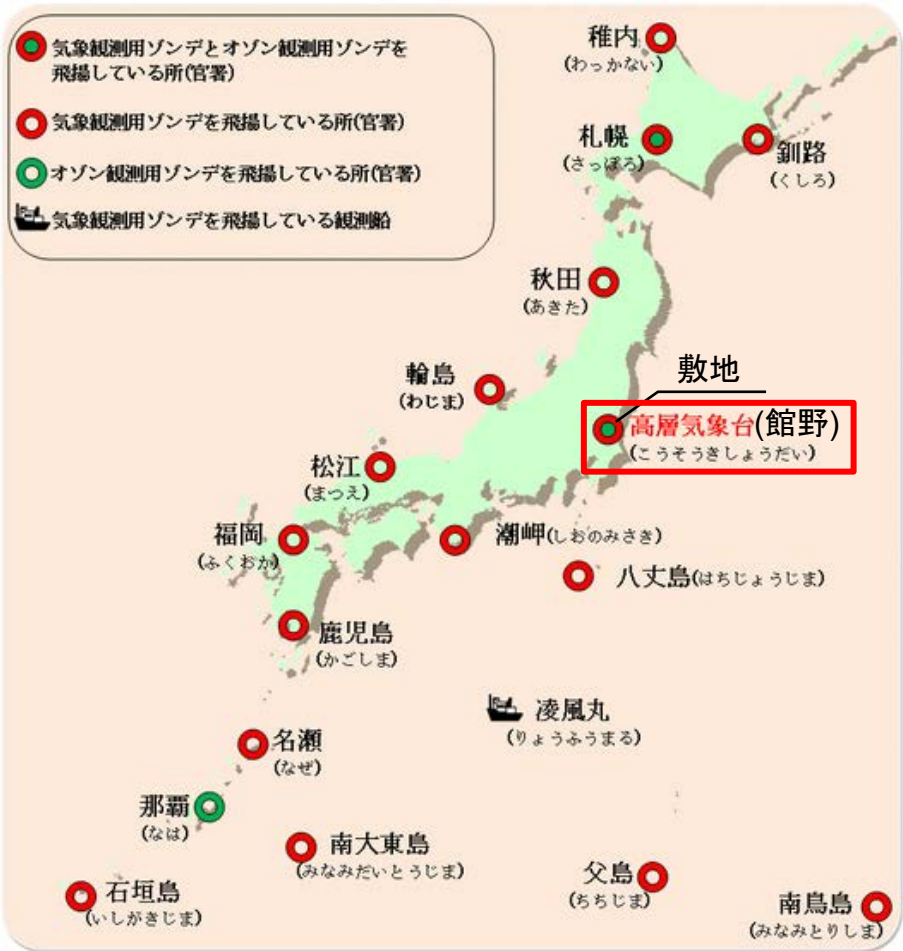 気象観測用ゾンデとオゾン観測用ゾンデを
飛揚している所(官署)
気象観測用ゾンデを飛揚している所(官署)
オゾン観測用ゾンデを飛揚している所(官署)
気象観測用ゾンデを飛揚している観測船
稚内
(わっかない)
札幌
(さっぽろ)
釧路
(くしろ)
秋田
(あきた)
輪島
(わじま)
敷地
高層気象台(館野)
(こうそうきしょうだい)
松江
(まつえ)
福岡
(ふくおか)
潮岬(しおのみさき)
八丈島(はちじょうじま)
鹿児島
(かごしま)
凌風丸
(りょうふうまる)
名瀬
(なぜ)
那覇
(なは)
南大東島
(みなみだいとうじま)
父島
(ちちじま)
石垣島
(いしがきじま)
南鳥島
(みなみとりしま)